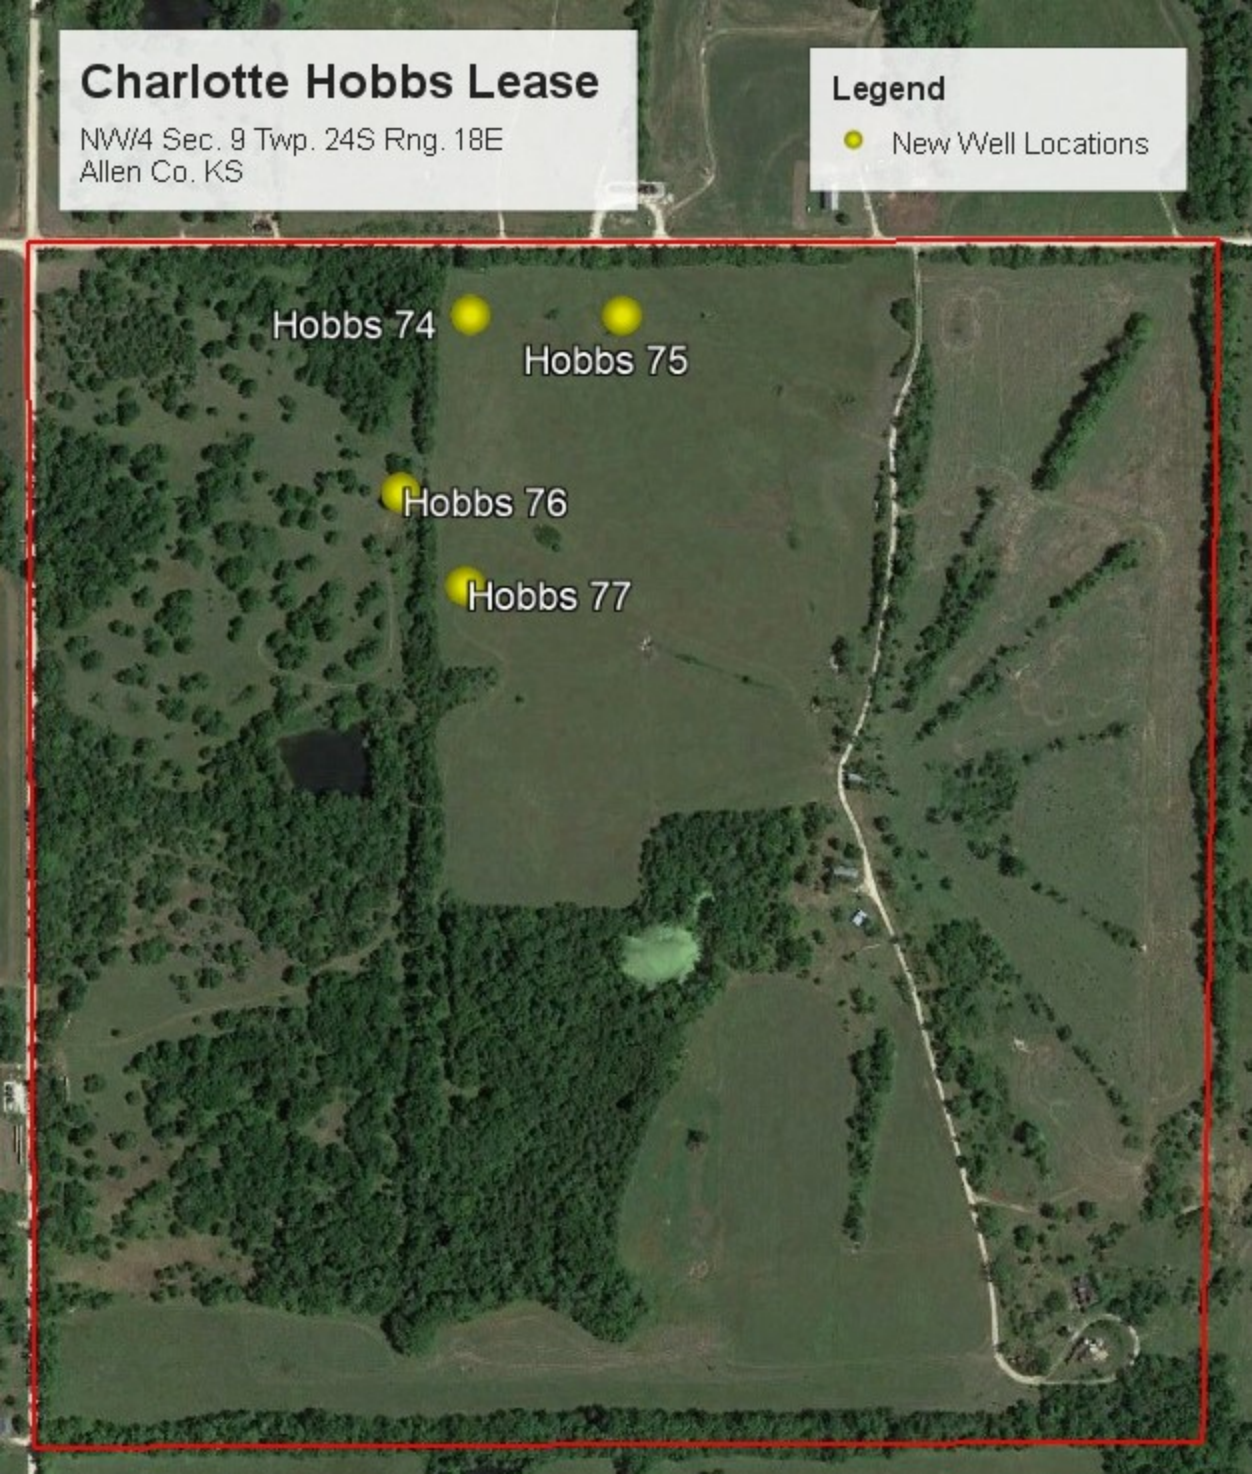 Charlotte Hobbs Lease
NW/4 Sec. 9 Twp. 24S Rng. 18E
Allen Co. KS
Legend
New Well Locations
Hobbs 74
Hobbs 75
Hobbs 76
Hobbs 77